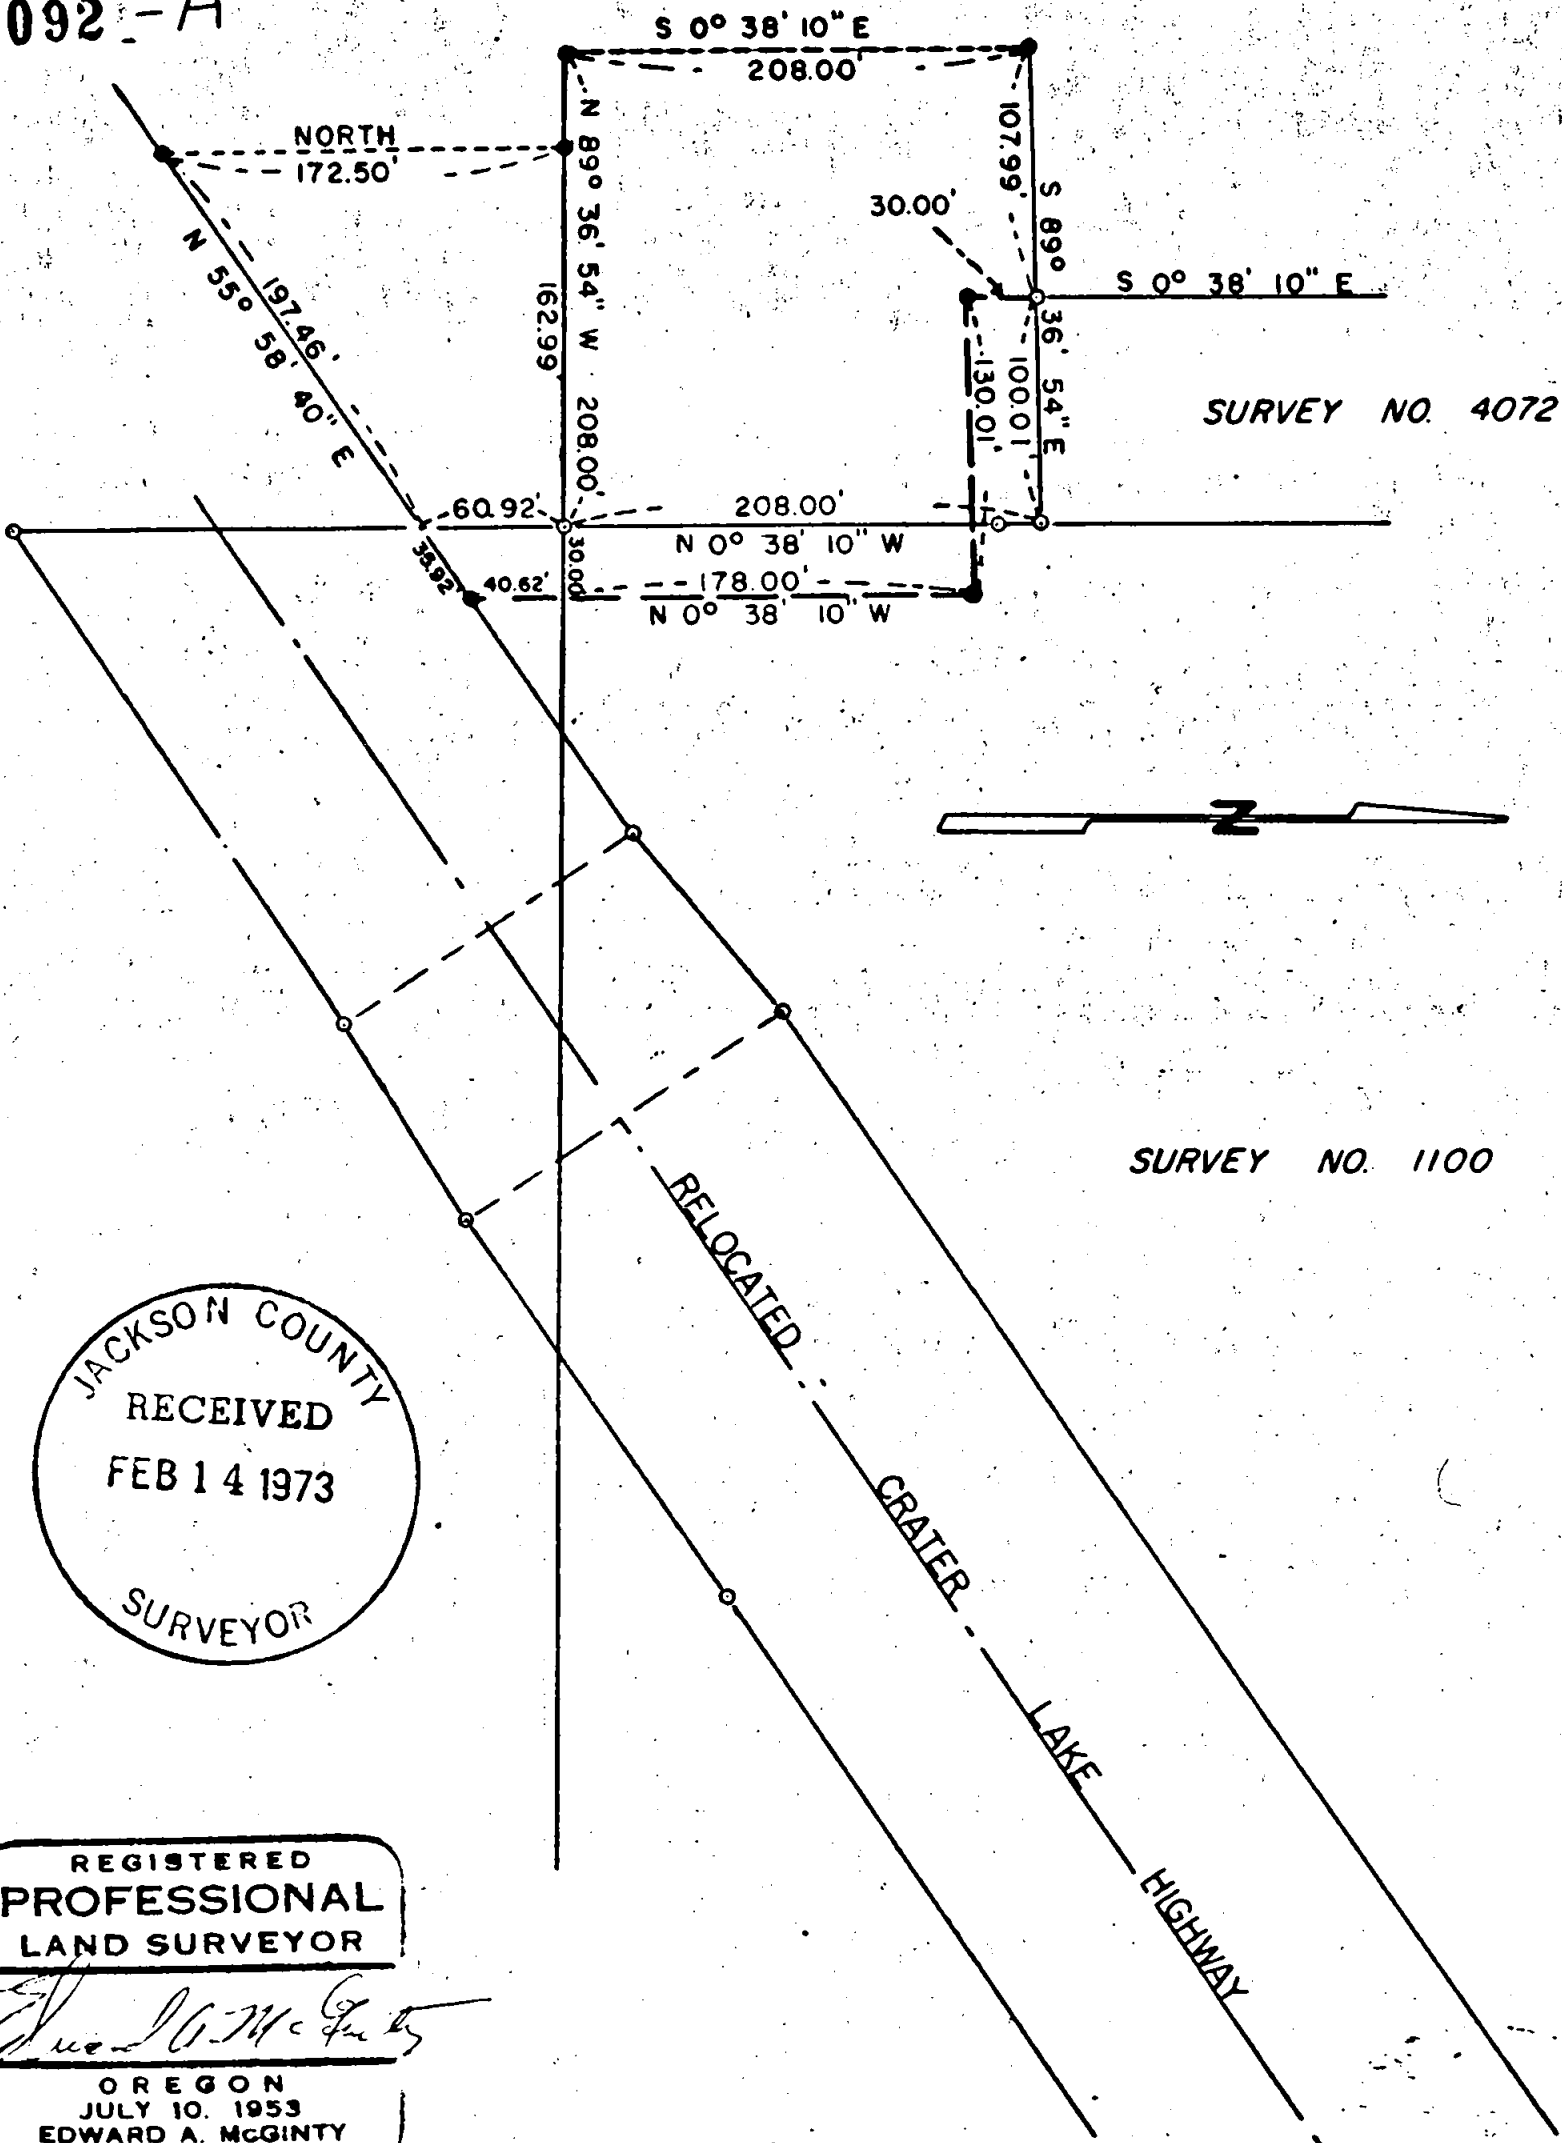 092 - A
S 0° 38' 10" E
208.00'
NORTH
172.50'
N 89° 36' 54" W 208.00'
162.99'
107.99'
S 89° 36' 54" E
30.00'
S 0° 38' 10" E
197.46'
N 55° 58' 40" E
130.01'
100.01'
SURVEY NO. 4072
60.92'
208.00'
N 0° 38' 10" W
40.62'
30.00'
178.00'
N 0° 38' 10" W
N
SURVEY NO. 1100
RELOCATED CRATER LAKE HIGHWAY
JACKSON COUNTY
RECEIVED
FEB 14 1973
SURVEYOR
REGISTERED
PROFESSIONAL
LAND SURVEYOR
Edward A. McGinty
OREGON
JULY 10. 1953
EDWARD A. McGINTY